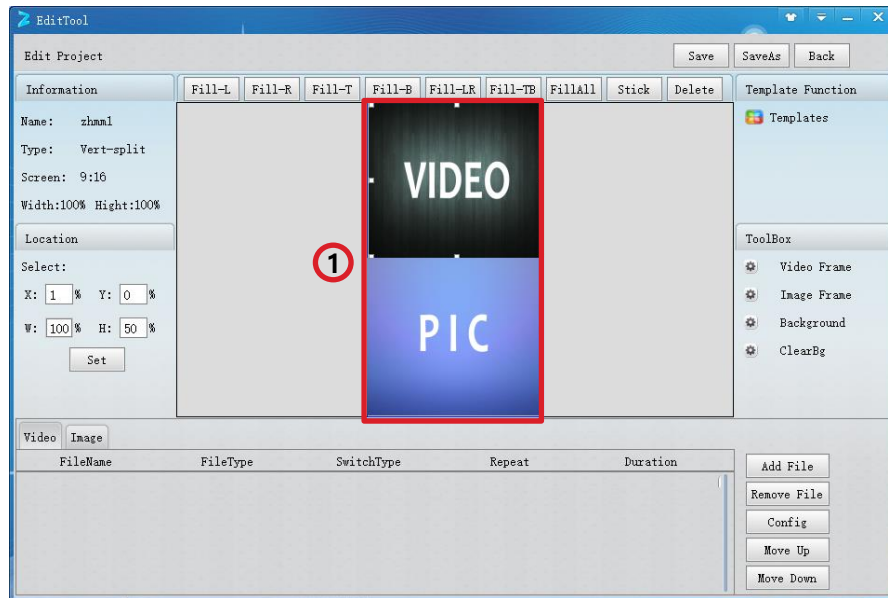 EditTool
Edit Project
Save SaveAs Back
Information
Fill-L Fill-R Fill-T Fill-B Fill-LR Fill-TB FillAll Stick Delete
Template Function
Name: zhmm1
Type: Vert-split
Screen: 9:16
Width:100% Hight:100%
Templates
VIDEO
1
PIC
Location
Select:
X: 1 % Y: 0 %
W: 100 % H: 50 %
Set
ToolBox
Video Frame
Image Frame
Background
ClearBg
Video Image
FileName FileType SwitchType Repeat Duration
Add File
Remove File
Config
Move Up
Move Down